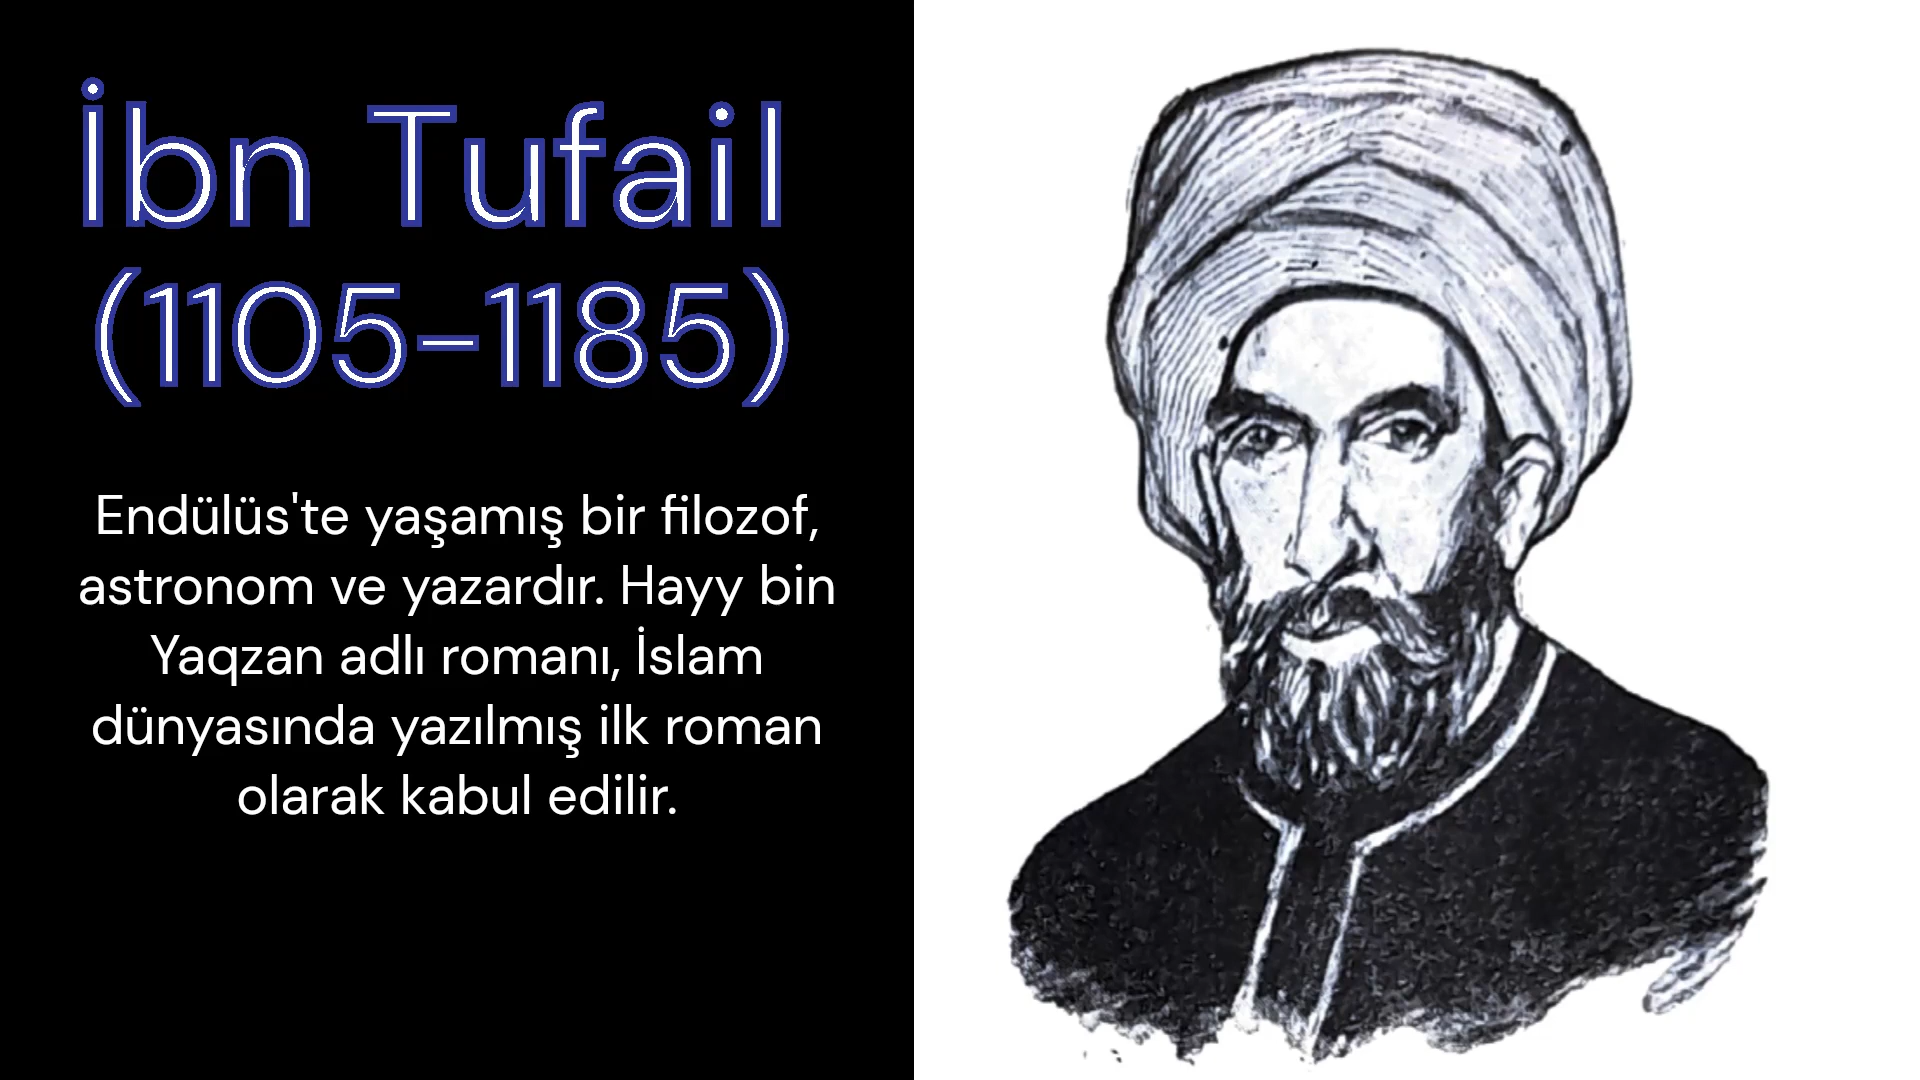 İbn Tufail
(1105–1185)
Endülüs'te yaşamış bir filozof,
astronom ve yazardır. Hayy bin
Yaqzan adlı romanı, İslam
dünyasında yazılmış ilk roman
olarak kabul edilir.